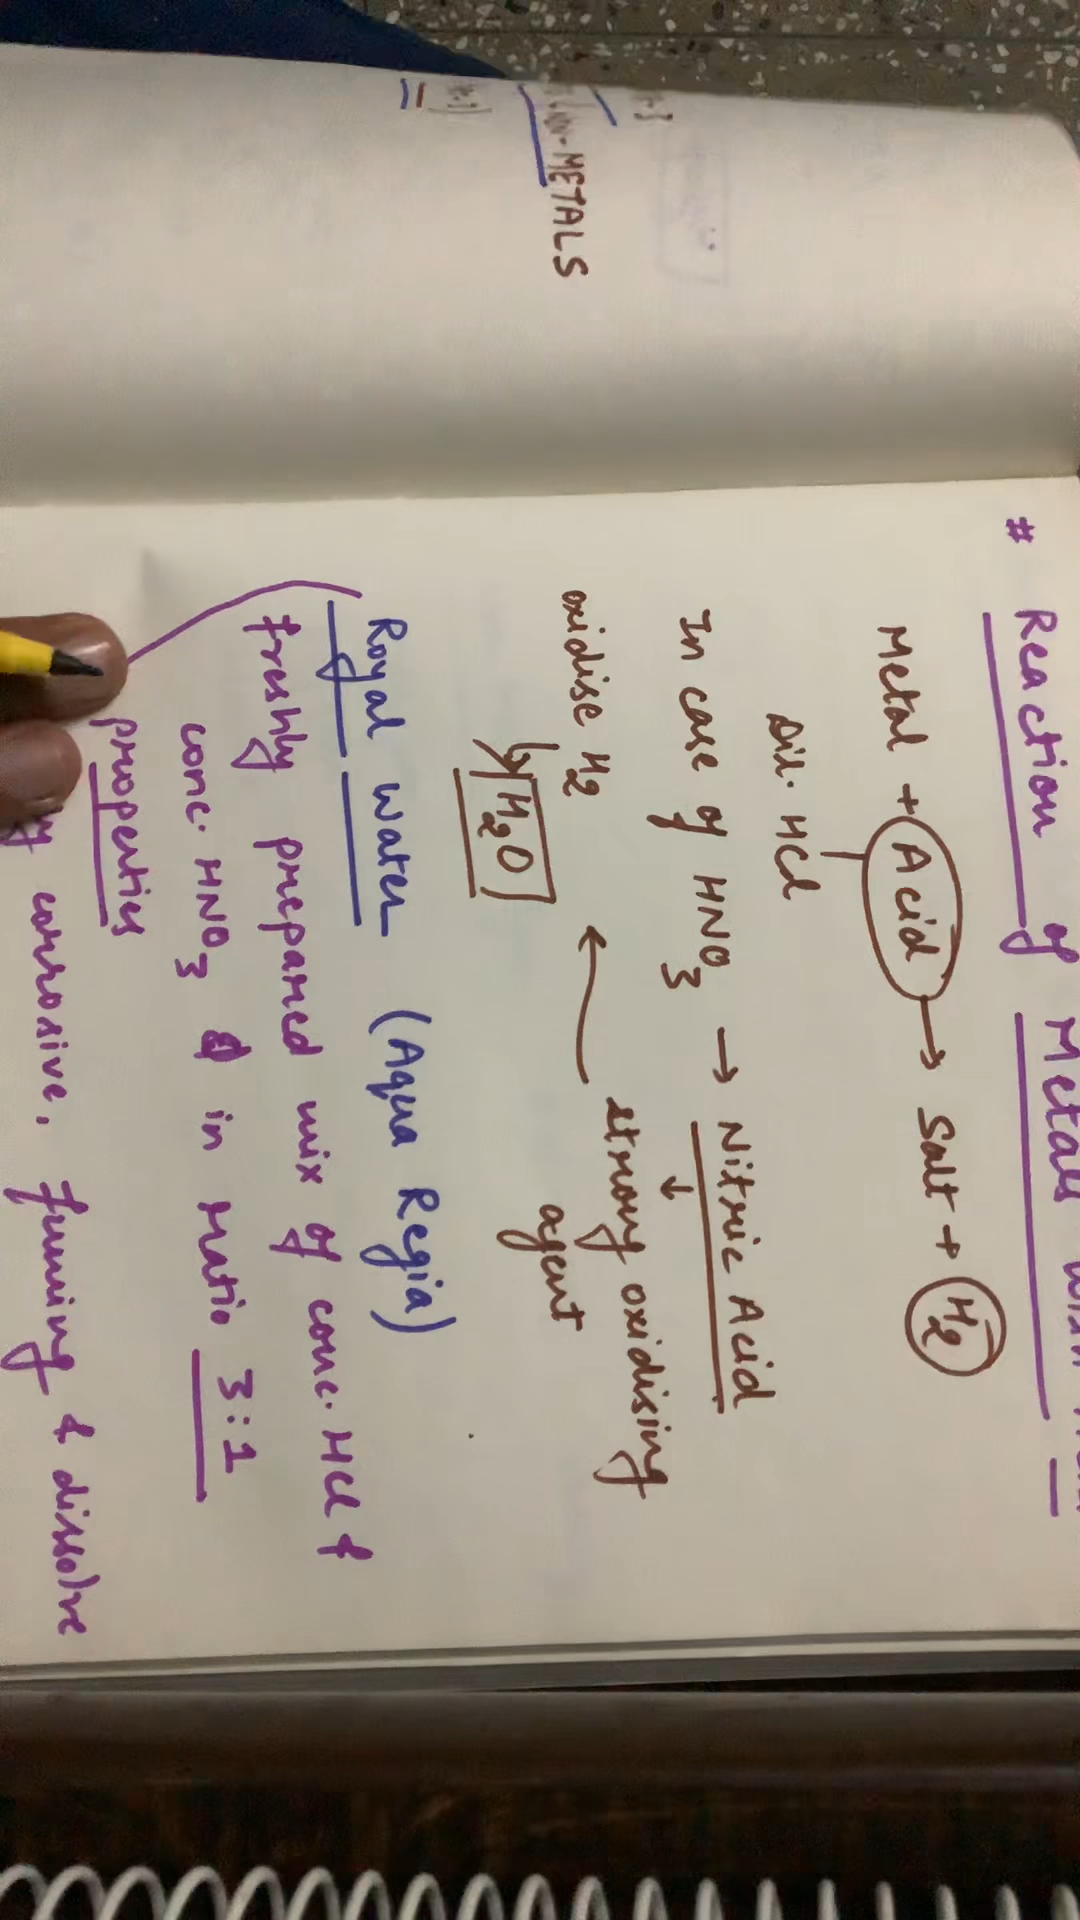 -METALS
# Reaction of Metals with
Metal + Acid → Salt + H2
Dil. HCl
In case of HNO3 → Nitric Acid
↓
oxidise H2 ← strong oxidising
agent
↳ H2O
Royal Water (Aqua Regia)
freshly prepared mix of conc. HCl &
conc. HNO3 in ratio 3:1
properties
corrosive, fuming & dissolve